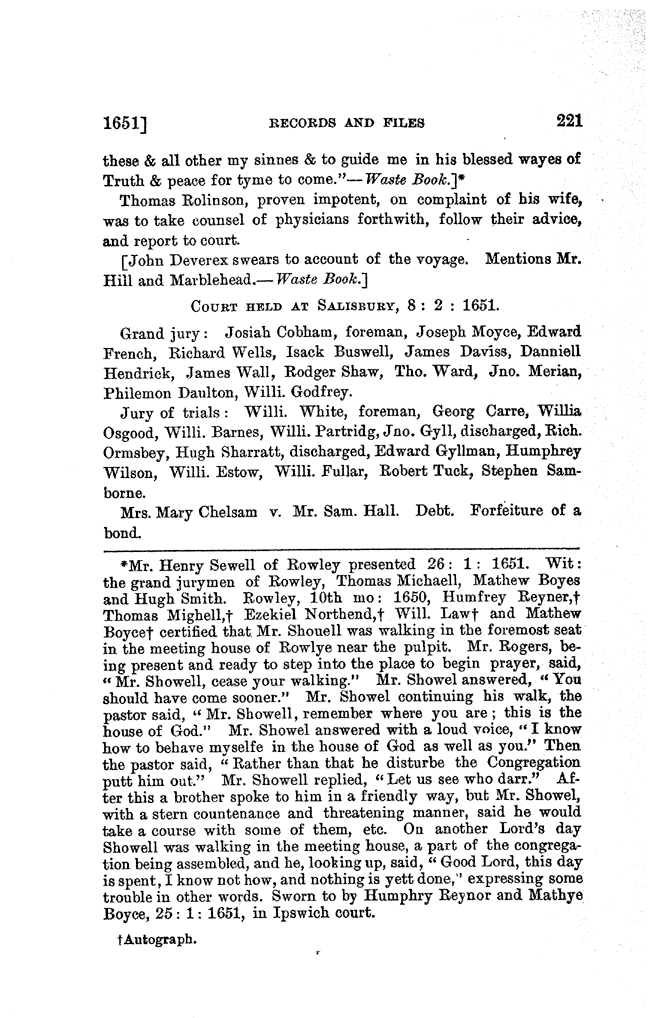 1651] RECORDS AND FILES 221
these & all other my sinnes & to guide me in his blessed wayes of
Truth & peace for tyme to come."—Waste Book.]*
Thomas Rolinson, proven impotent, on complaint of his wife,
was to take counsel of physicians forthwith, follow their advice,
and report to court.
[John Deverex swears to account of the voyage. Mentions Mr.
Hill and Marblehead.—Waste Book.]
COURT HELD AT SALISBURY, 8 : 2 : 1651.
Grand jury: Josiah Cobham, foreman, Joseph Moyce, Edward
French, Richard Wells, Isack Buswell, James Daviss, Danniell
Hendrick, James Wall, Rodger Shaw, Tho. Ward, Jno. Merian,
Philemon Daulton, Willi. Godfrey.
Jury of trials: Willi. White, foreman, Georg Carre, Willia
Osgood, Willi. Barnes, Willi. Partridg, Jno. Gyll, discharged, Rich.
Ormsbey, Hugh Sharratt, discharged, Edward Gyllman, Humphrey
Wilson, Willi. Estow, Willi. Fullar, Robert Tuck, Stephen Sam-
borne.
Mrs. Mary Chelsam v. Mr. Sam. Hall. Debt. Forfeiture of a
bond.
*Mr. Henry Sewell of Rowley presented 26: 1: 1651. Wit:
the grand jurymen of Rowley, Thomas Michaell, Mathew Boyes
and Hugh Smith. Rowley, 10th mo: 1650, Humfrey Reyner,†
Thomas Mighell,† Ezekiel Northend,† Will. Law† and Mathew
Boyce† certified that Mr. Shouell was walking in the foremost seat
in the meeting house of Rowlye near the pulpit. Mr. Rogers, be-
ing present and ready to step into the place to begin prayer, said,
"Mr. Showell, cease your walking." Mr. Showel answered, "You
should have come sooner." Mr. Showel continuing his walk, the
pastor said, "Mr. Showell, remember where you are; this is the
house of God." Mr. Showel answered with a loud voice, "I know
how to behave myselfe in the house of God as well as you." Then
the pastor said, "Rather than that he disturbe the Congregation
putt him out." Mr. Showell replied, "Let us see who darr." Af-
ter this a brother spoke to him in a friendly way, but Mr. Showel,
with a stern countenance and threatening manner, said he would
take a course with some of them, etc. On another Lord's day
Showell was walking in the meeting house, a part of the congrega-
tion being assembled, and he, looking up, said, "Good Lord, this day
is spent, I know not how, and nothing is yett done," expressing some
trouble in other words. Sworn to by Humphry Reynor and Mathye
Boyce, 25: 1: 1651, in Ipswich court.
†Autograph.